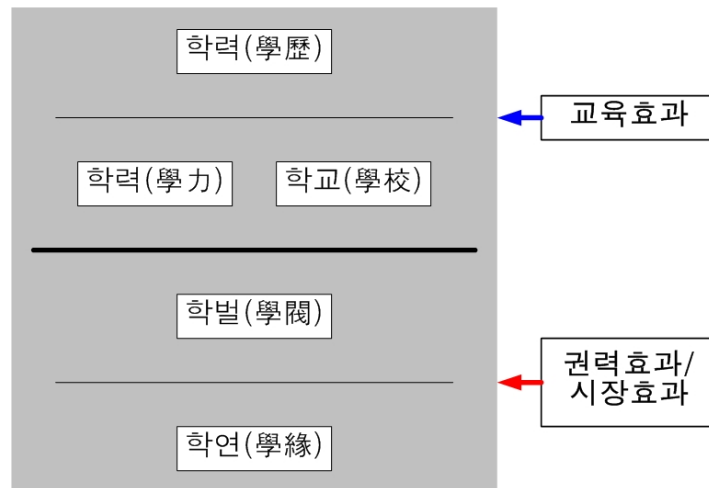 학력(學歷)
교육효과
학력(學力) 학교(學校)
학벌(學閥)
권력효과/
시장효과
학연(學緣)